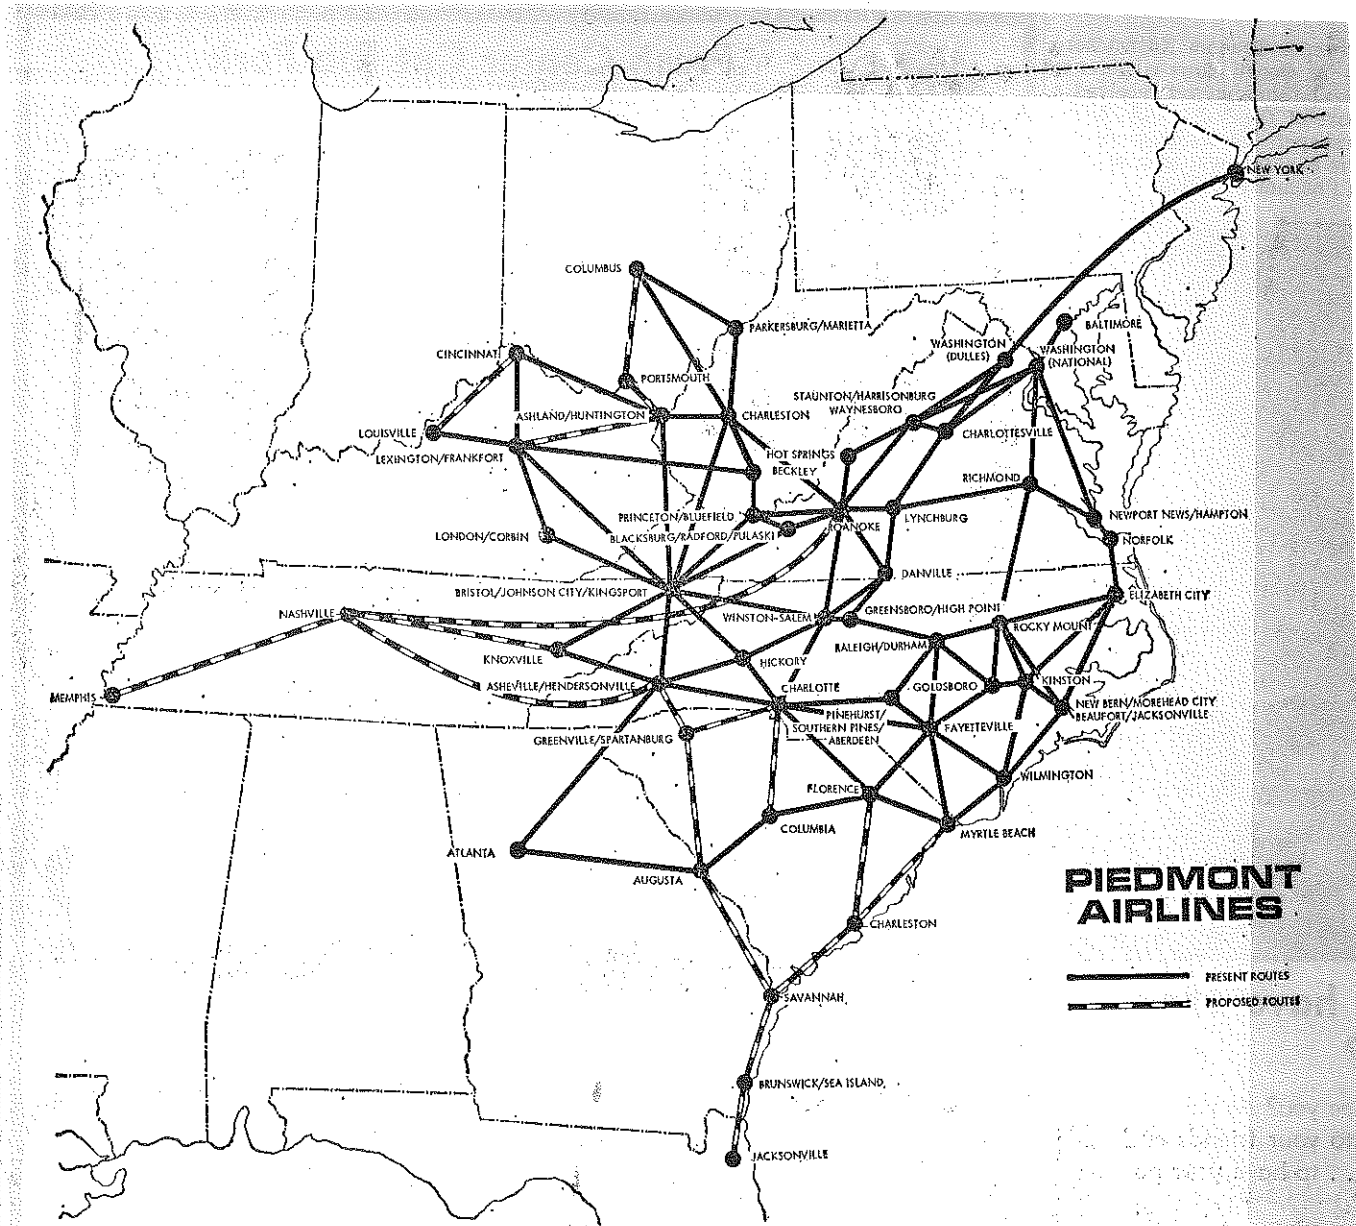 NEW YORK
COLUMBUS
PARKERSBURG/MARIETTA
BALTIMORE
WASHINGTON
(DULLES)
WASHINGTON
(NATIONAL)
CINCINNATI
PORTSMOUTH
STAUNTON/HARRISONBURG
WAYNESBORO
ASHLAND/HUNTINGTON
CHARLESTON
LOUISVILLE
CHARLOTTESVILLE
LEXINGTON/FRANKFORT
HOT SPRINGS
BECKLEY
RICHMOND
PRINCETON/BLUEFIELD
LYNCHBURG
NEWPORT NEWS/HAMPTON
ROANOKE
LONDON/CORBIN
BLACKSBURG/RADFORD/PULASKI
NORFOLK
DANVILLE
BRISTOL/JOHNSON CITY/KINGSPORT
ELIZABETH CITY
NASHVILLE
GREENSBORO/HIGH POINT
WINSTON-SALEM
ROCKY MOUNT
RALEIGH/DURHAM
KNOXVILLE
HICKORY
ASHEVILLE/HENDERSONVILLE
CHARLOTTE
GOLDSBORO
KINSTON
MEMPHIS
NEW BERN/MOREHEAD CITY
BEAUFORT/JACKSONVILLE
PINEHURST/
SOUTHERN PINES/
ABERDEEN
FAYETTEVILLE
GREENVILLE/SPARTANBURG
WILMINGTON
FLORENCE
COLUMBIA
MYRTLE BEACH
ATLANTA
AUGUSTA
PIEDMONT
AIRLINES
CHARLESTON
PRESENT ROUTES
SAVANNAH
PROPOSED ROUTES
BRUNSWICK/SEA ISLAND
JACKSONVILLE